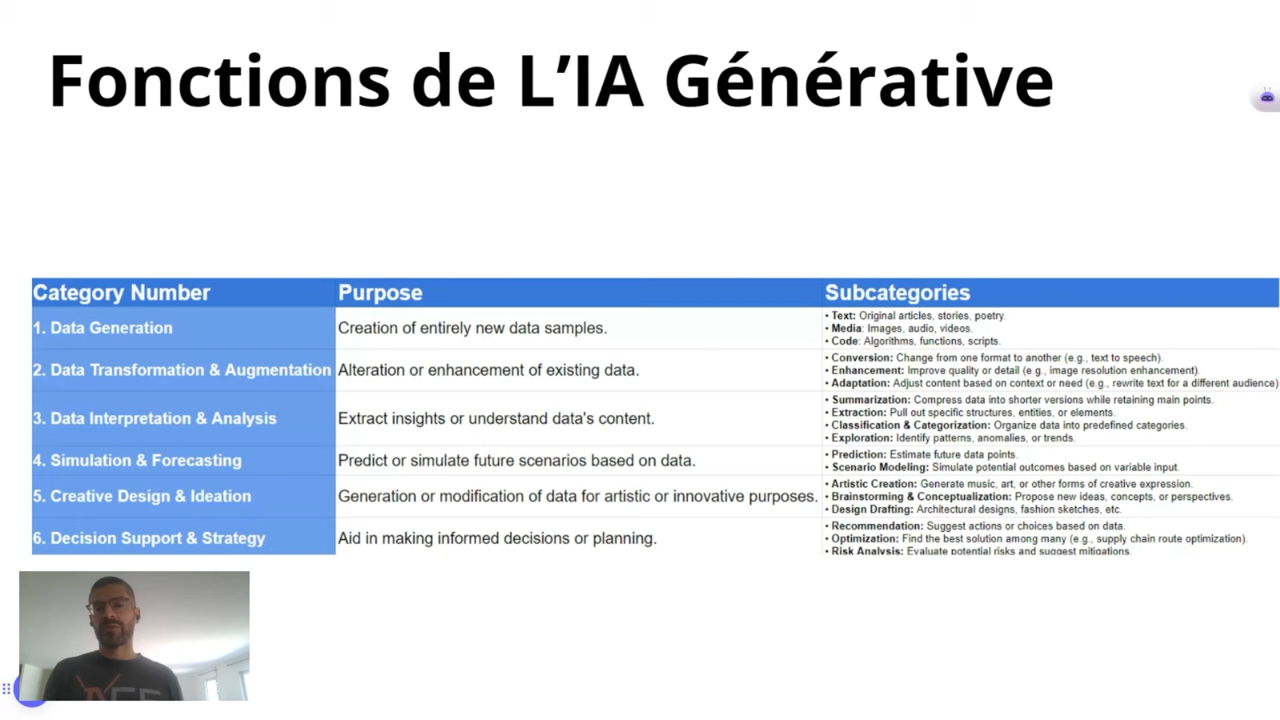 Fonctions de L’IA Générative
Category Number
Purpose
Subcategories
1. Data Generation
Creation of entirely new data samples.
• Text: Original articles, stories, poetry.
• Media: Images, audio, videos.
• Code: Algorithms, functions, scripts.
2. Data Transformation & Augmentation
Alteration or enhancement of existing data.
• Conversion: Change from one format to another (e.g., text to speech).
• Enhancement: Improve quality or detail (e.g., image resolution enhancement).
• Adaptation: Adjust content based on context or need (e.g., rewrite text for a different audience)
3. Data Interpretation & Analysis
Extract insights or understand data's content.
• Summarization: Compress data into shorter versions while retaining main points.
• Extraction: Pull out specific structures, entities, or elements.
• Classification & Categorization: Organize data into predefined categories.
• Exploration: Identify patterns, anomalies, or trends.
4. Simulation & Forecasting
Predict or simulate future scenarios based on data.
• Prediction: Estimate future data points.
• Scenario Modeling: Simulate potential outcomes based on variable input.
5. Creative Design & Ideation
Generation or modification of data for artistic or innovative purposes.
• Artistic Creation: Generate music, art, or other forms of creative expression.
• Brainstorming & Conceptualization: Propose new ideas, concepts, or perspectives.
• Design Drafting: Architectural designs, fashion sketches, etc.
6. Decision Support & Strategy
Aid in making informed decisions or planning.
• Recommendation: Suggest actions or choices based on data.
• Optimization: Find the best solution among many (e.g., supply chain route optimization).
• Risk Analysis: Evaluate potential risks and suggest mitigations.